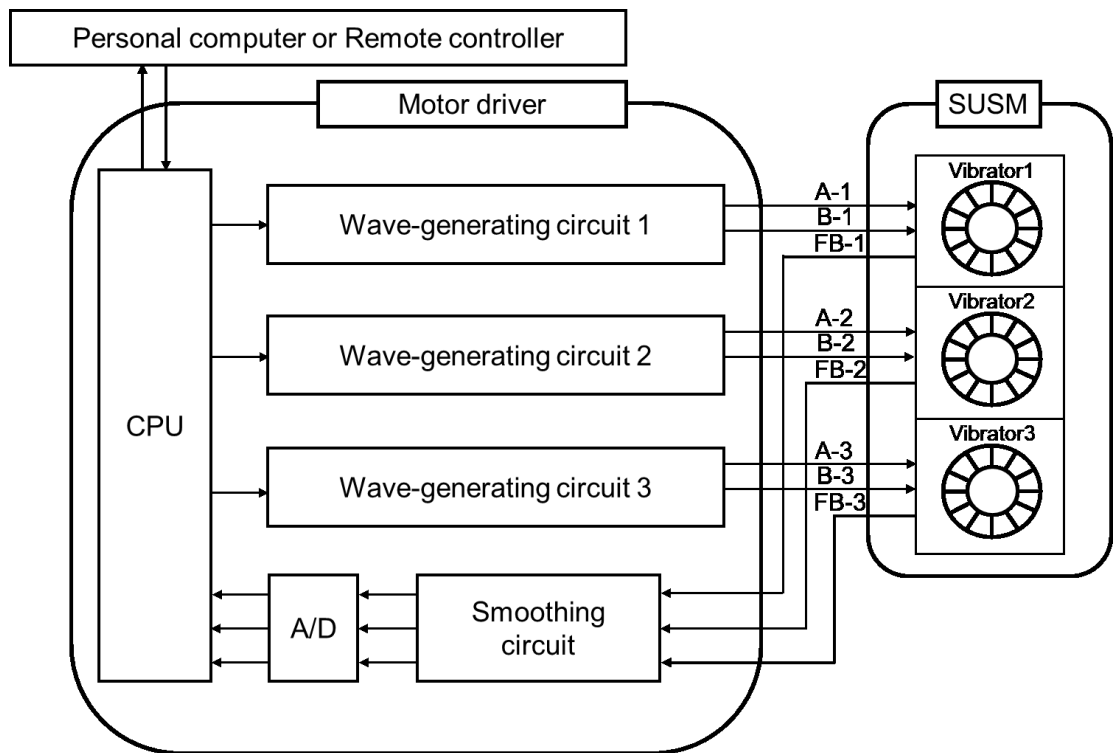 Personal computer or Remote controller
Motor driver
SUSM
CPU
Wave-generating circuit 1
A-1
B-1
FB-1
Vibrator1
Wave-generating circuit 2
A-2
B-2
FB-2
Vibrator2
Wave-generating circuit 3
A-3
B-3
FB-3
Vibrator3
A/D
Smoothing
circuit